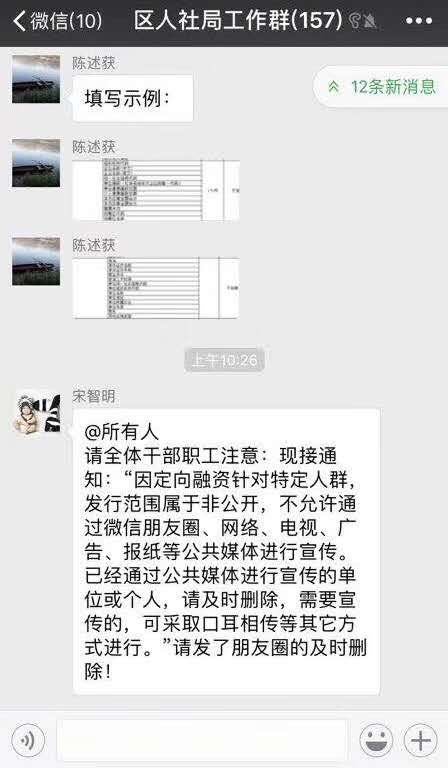 微信(10)
区人社局工作群(157)
12条新消息
陈述获
填写示例：
陈述获
陈述获
上午10:26
宋智明
@所有人
请全体干部职工注意：现接通
知：“因定向融资针对特定人群，
发行范围属于非公开，不允许通
过微信朋友圈、网络、电视、广
告、报纸等公共媒体进行宣传。
已经通过公共媒体进行宣传的单
位或个人，请及时删除，需要宣
传的，可采取口耳相传等其它方
式进行。”请发了朋友圈的及时删
除！